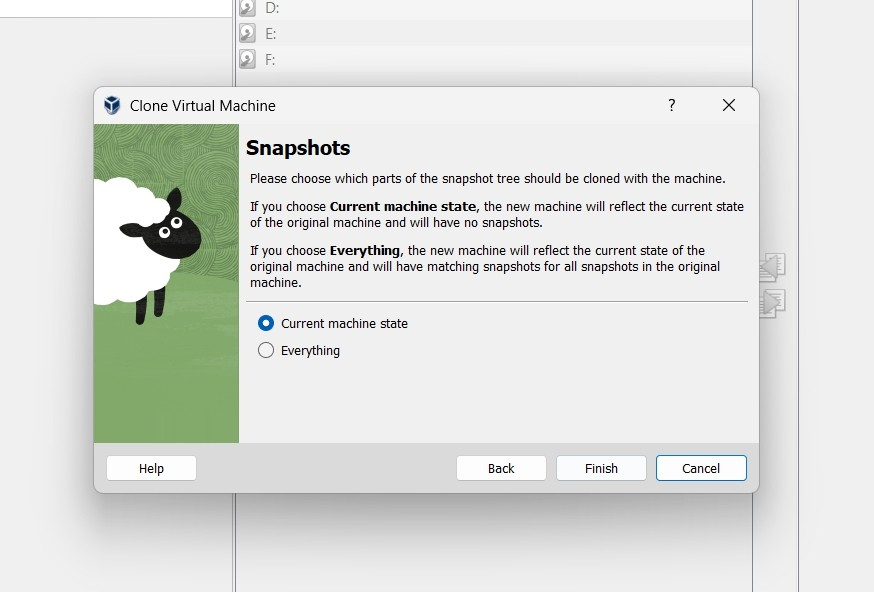 D:
E:
F:
Clone Virtual Machine
?
Snapshots
Please choose which parts of the snapshot tree should be cloned with the machine.
If you choose Current machine state, the new machine will reflect the current state
of the original machine and will have no snapshots.
If you choose Everything, the new machine will reflect the current state of the
original machine and will have matching snapshots for all snapshots in the original
machine.
Current machine state
Everything
Help
Back
Finish
Cancel